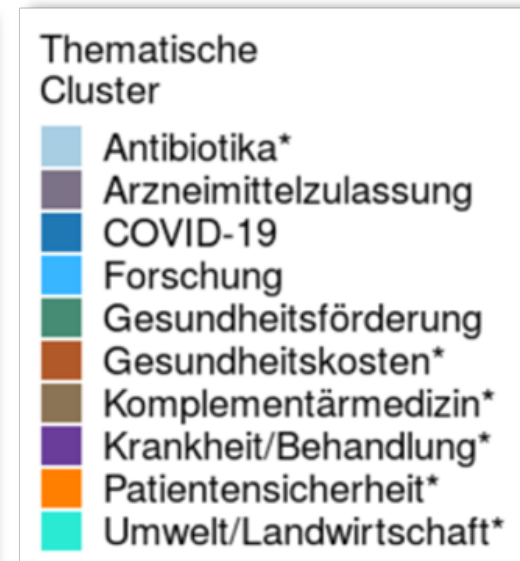 Thematische
Cluster
Antibiotika*
Arzneimittelzulassung
COVID-19
Forschung
Gesundheitsförderung
Gesundheitskosten*
Komplementärmedizin*
Krankheit/Behandlung*
Patientensicherheit*
Umwelt/Landwirtschaft*